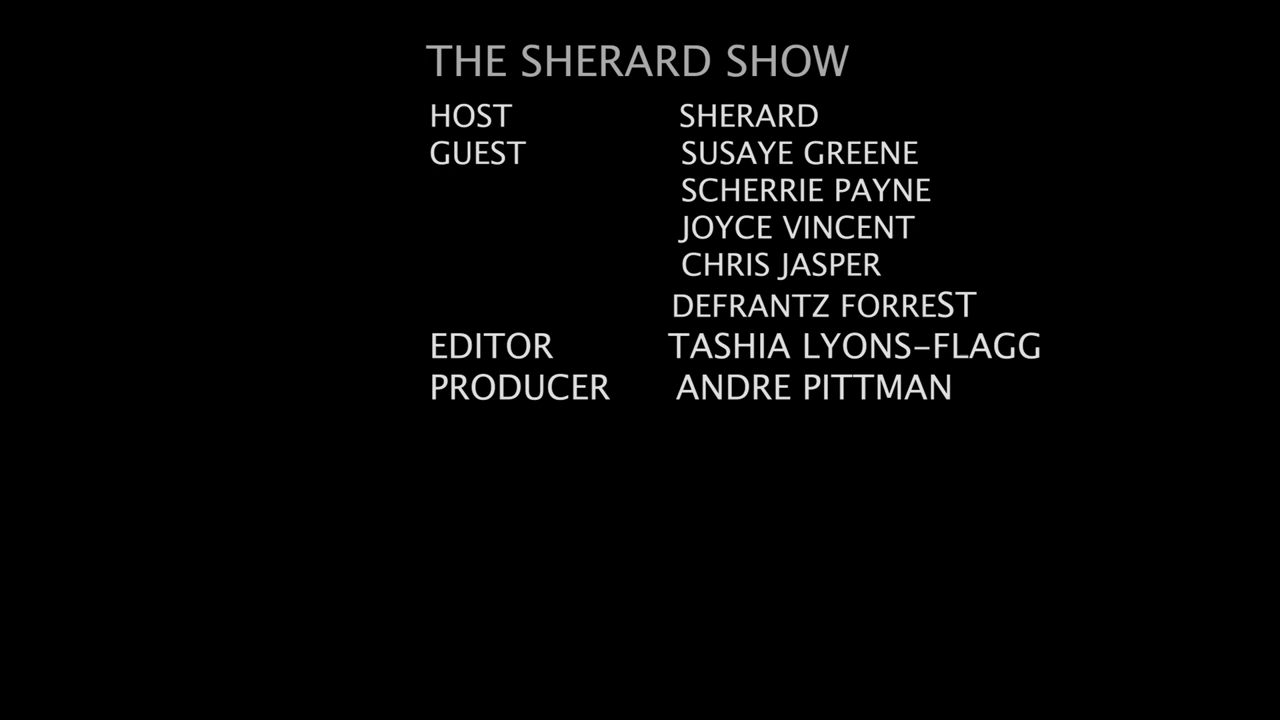 THE SHERARD SHOW
HOST SHERARD
GUEST SUSAYE GREENE
SCHERRIE PAYNE
JOYCE VINCENT
CHRIS JASPER
DEFRANTZ FORREST
EDITOR TASHIA LYONS-FLAGG
PRODUCER ANDRE PITTMAN